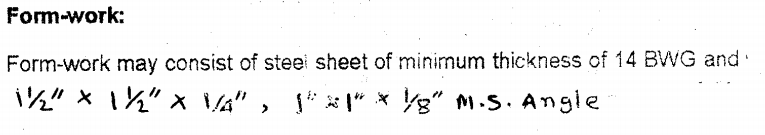 Form-work:
Form-work may consist of steel sheet of minimum thickness of 14 BWG and
1½" × 1½" × 1/4", 1" × 1" × 1/8" M.S. Angle